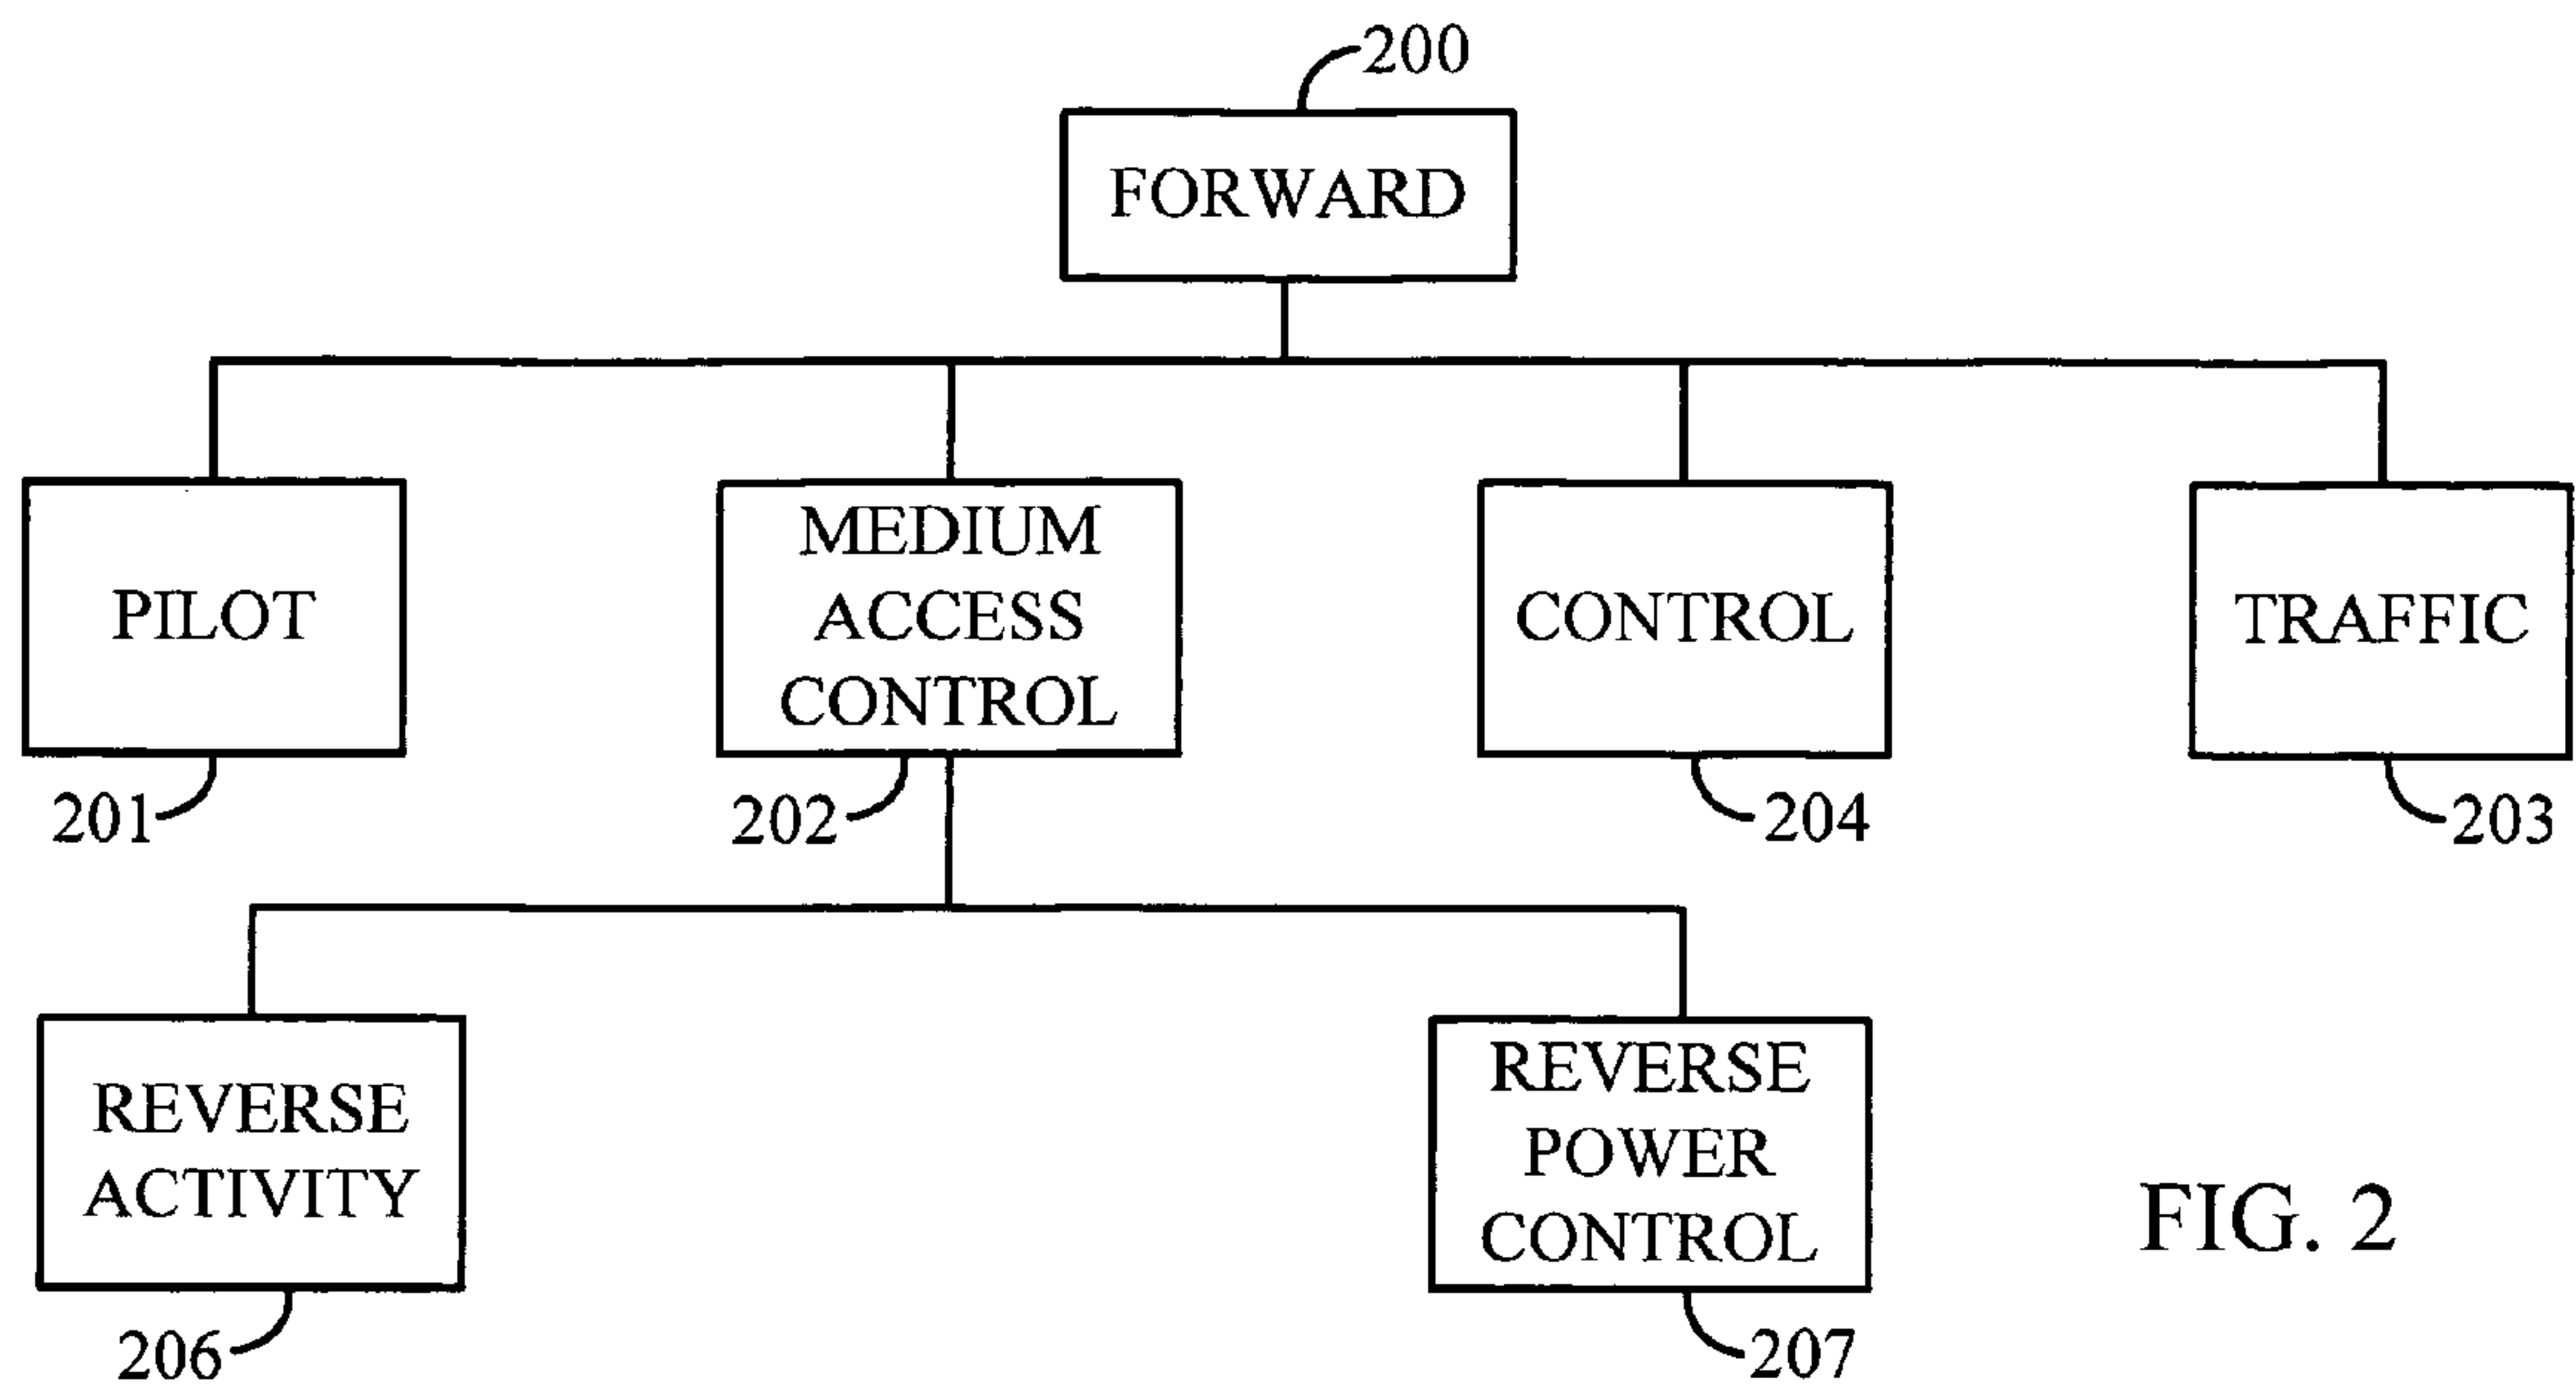 200
FORWARD
PILOT
MEDIUM
ACCESS
CONTROL
CONTROL
TRAFFIC
201
202
204
203
REVERSE
ACTIVITY
REVERSE
POWER
CONTROL
206
207
FIG. 2